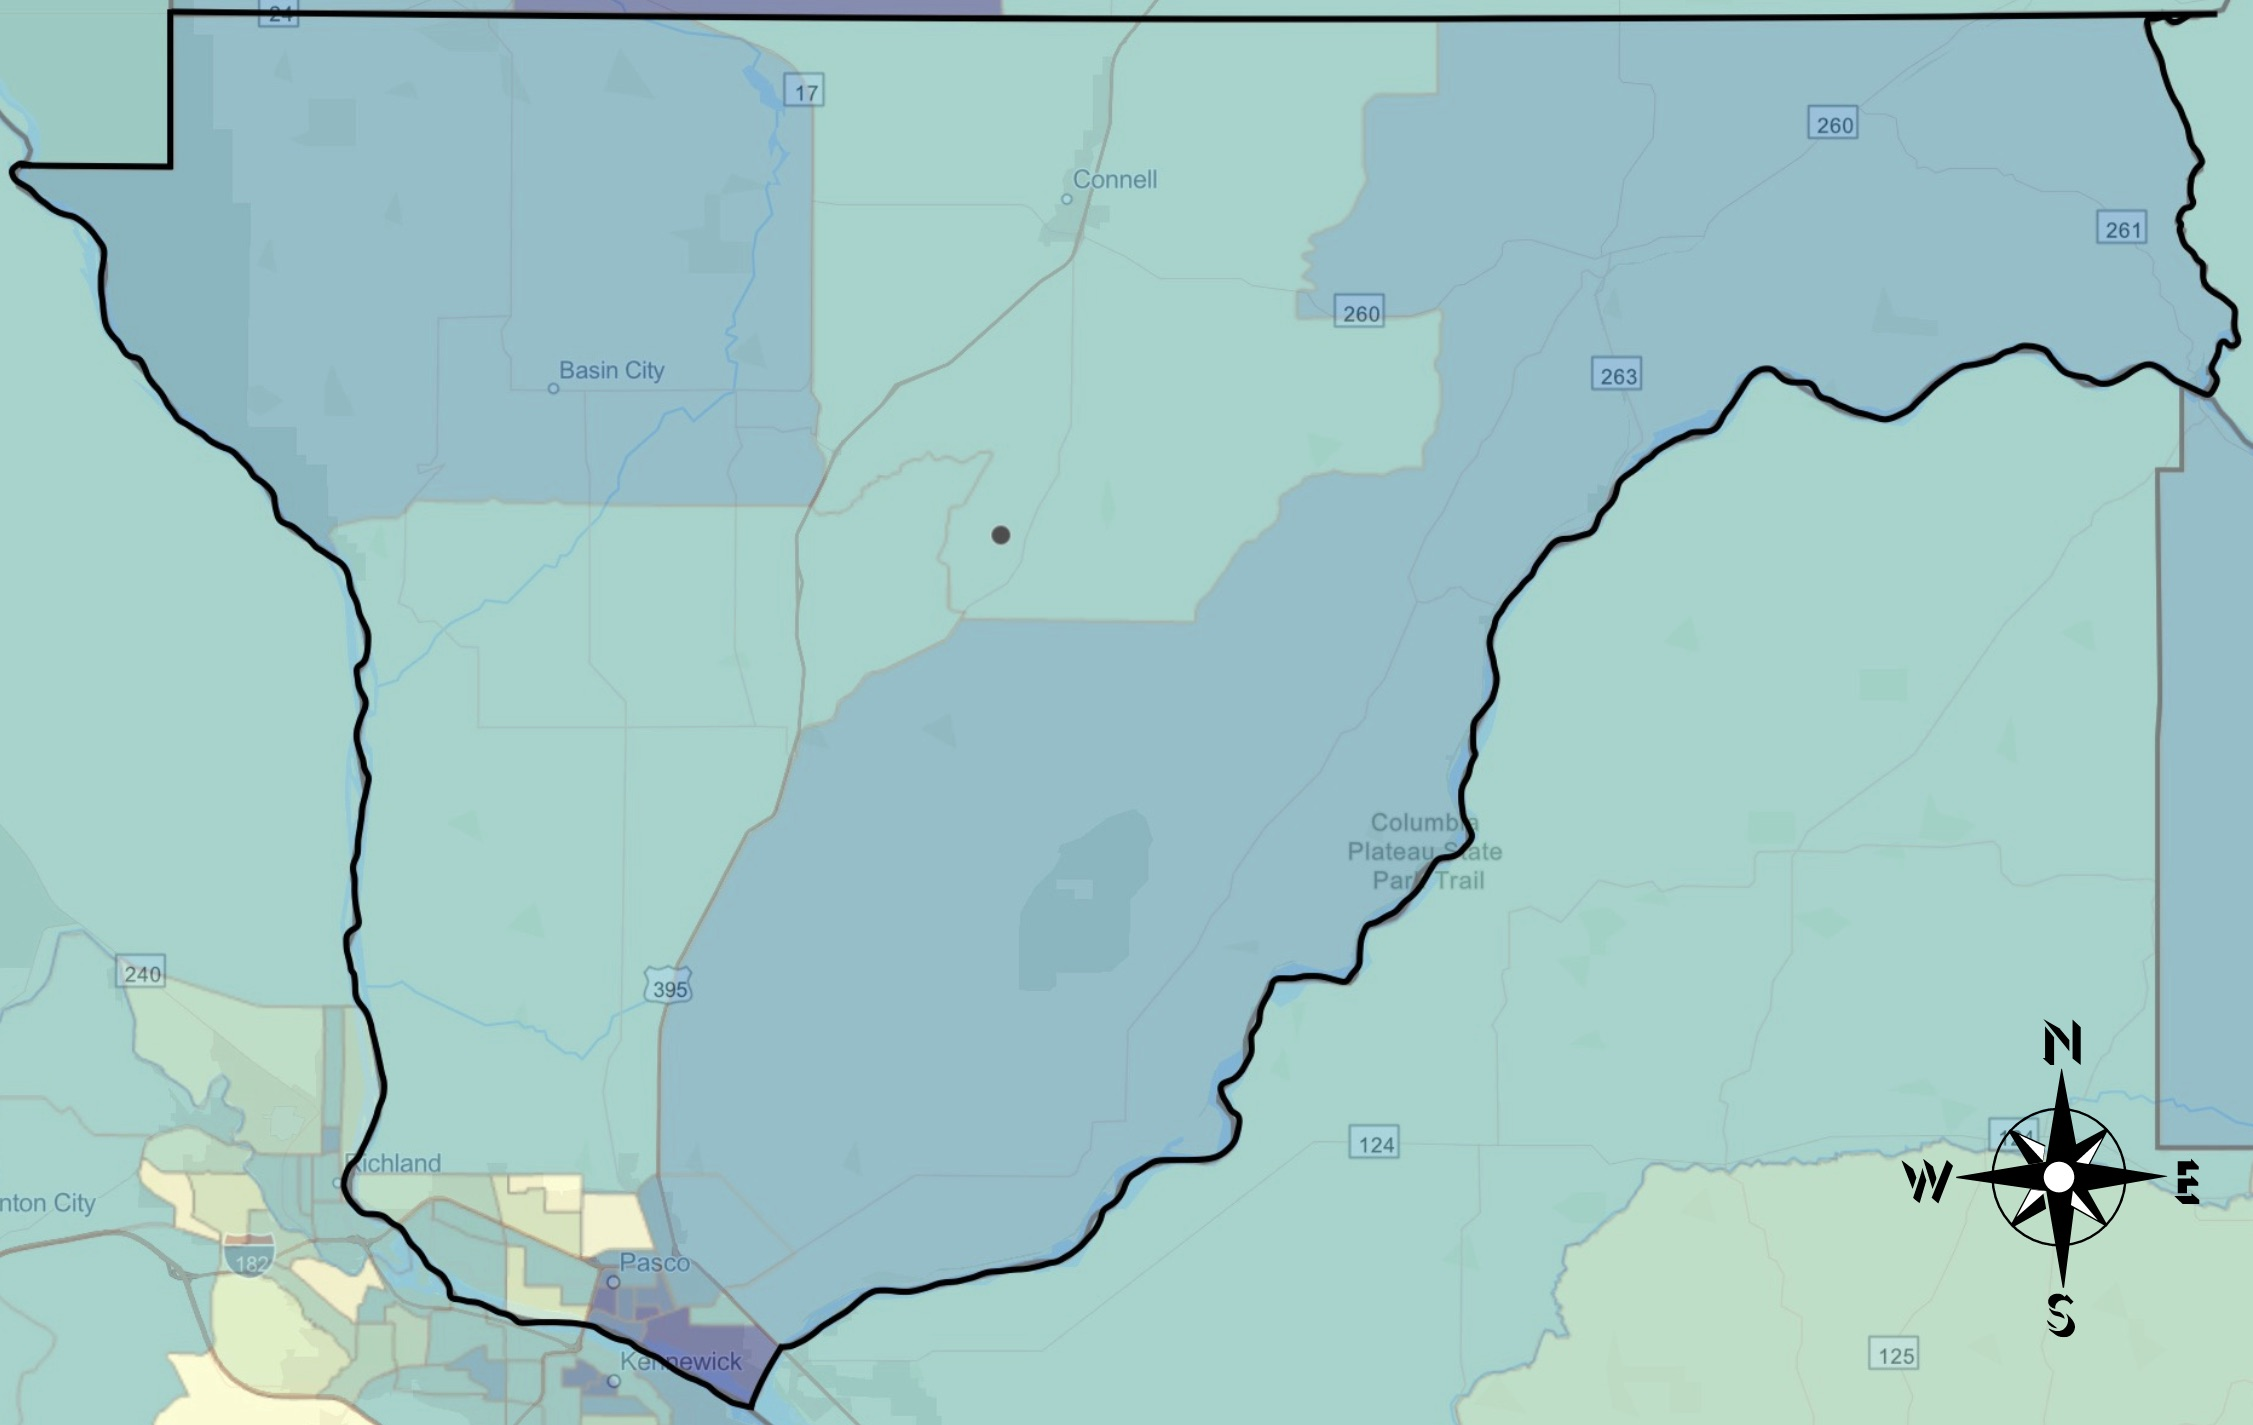 24
17
260
Connell
261
260
Basin City
263
Columbia
Plateau State
Park Trail
240
395
N
124
124
Richland
W
E
nton City
182
Pasco
S
Kennewick
125